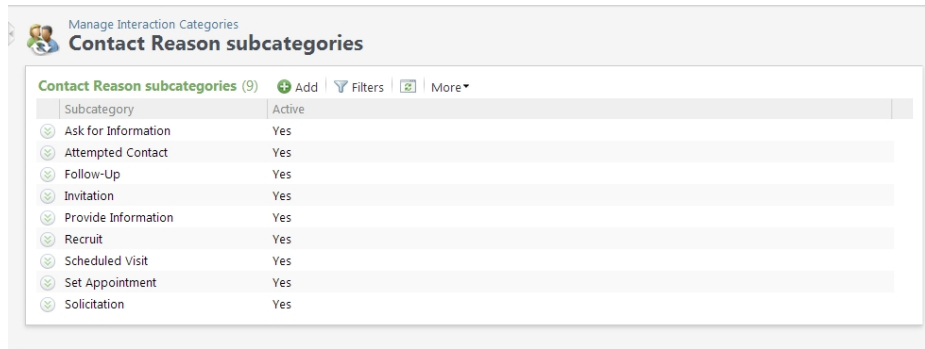 Manage Interaction Categories
Contact Reason subcategories
Contact Reason subcategories (9) Add Filters More
Subcategory Active
Ask for Information Yes
Attempted Contact Yes
Follow-Up Yes
Invitation Yes
Provide Information Yes
Recruit Yes
Scheduled Visit Yes
Set Appointment Yes
Solicitation Yes